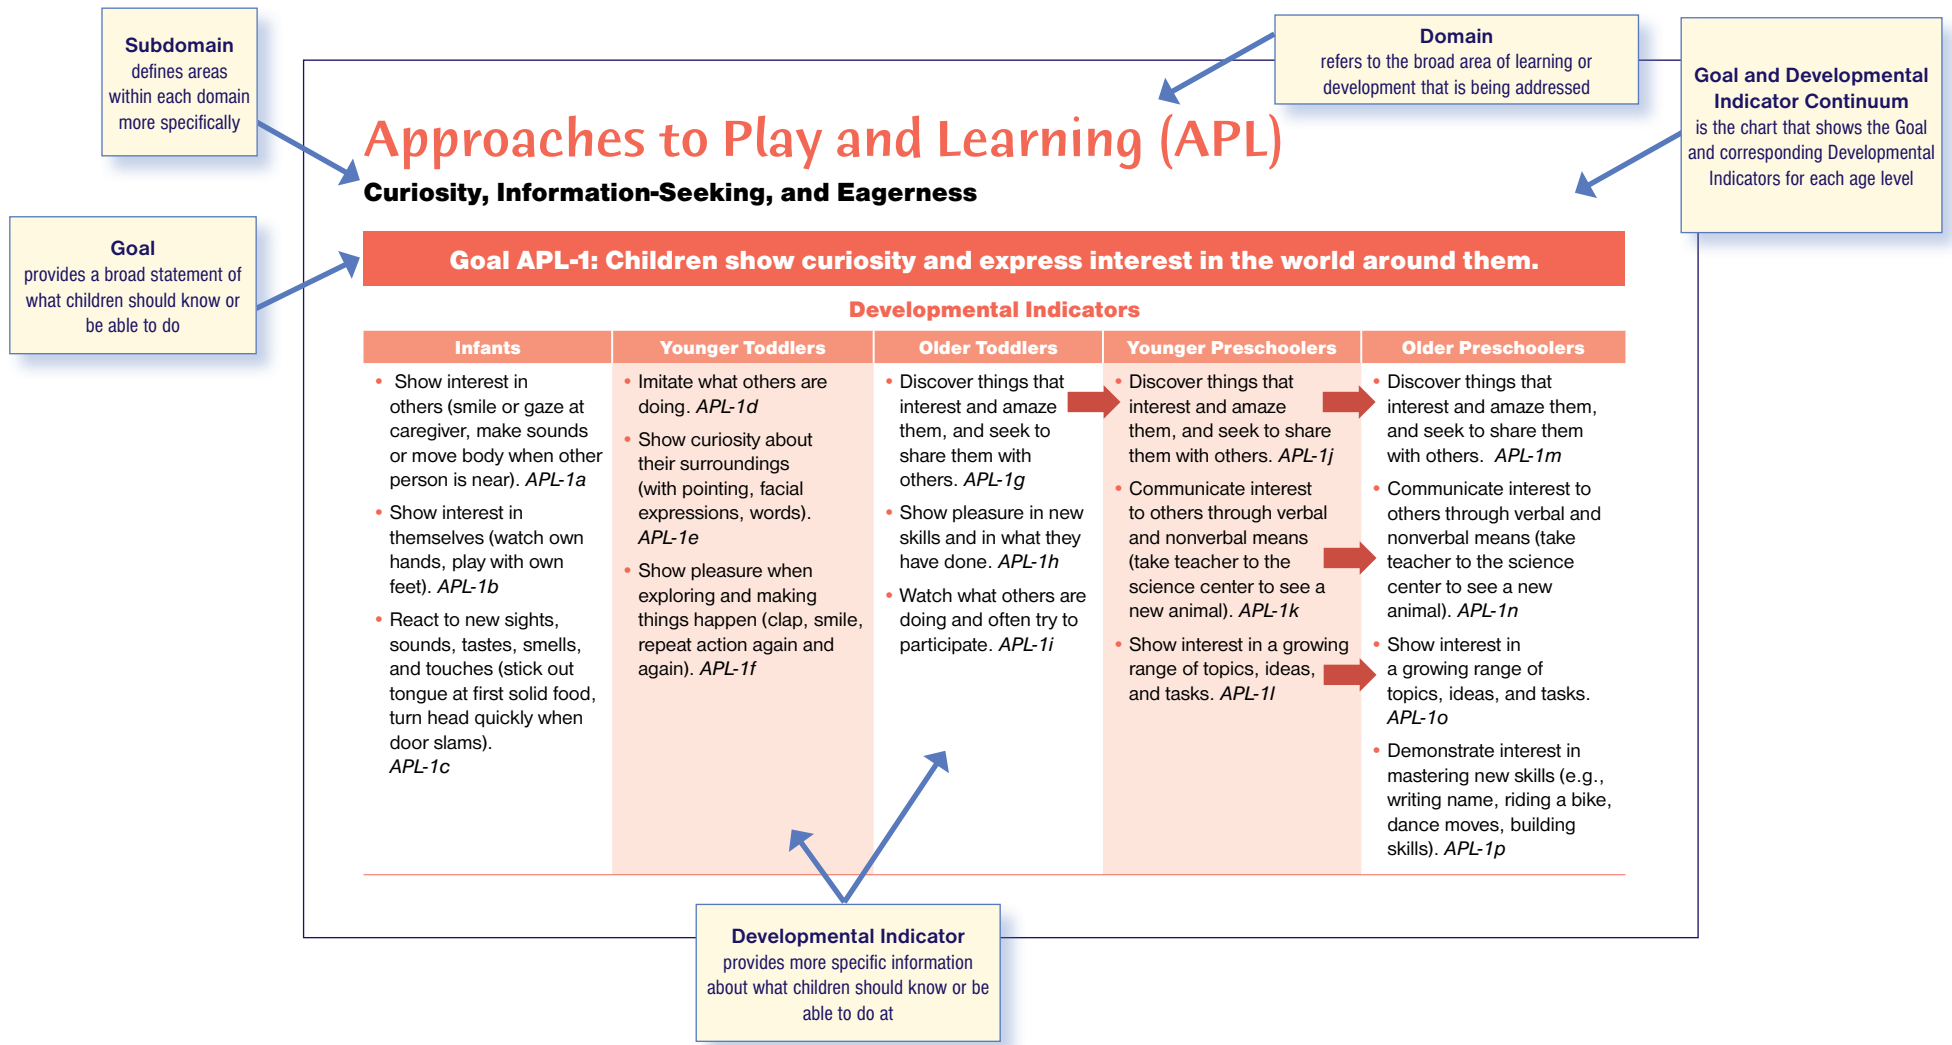 Subdomain
defines areas
within each domain
more specifically
Domain
refers to the broad area of learning or
development that is being addressed
Goal and Developmental
Indicator Continuum
is the chart that shows the Goal
and corresponding Developmental
Indicators for each age level
Approaches to Play and Learning (APL)
Curiosity, Information-Seeking, and Eagerness
Goal
provides a broad statement of
what children should know or
be able to do
Goal APL-1: Children show curiosity and express interest in the world around them.
Developmental Indicators
Infants
• Show interest in
others (smile or gaze at
caregiver, make sounds
or move body when other
person is near). APL-1a
• Show interest in
themselves (watch own
hands, play with own
feet). APL-1b
• React to new sights,
sounds, tastes, smells,
and touches (stick out
tongue at first solid food,
turn head quickly when
door slams).
APL-1c
Younger Toddlers
• Imitate what others are
doing. APL-1d
• Show curiosity about
their surroundings
(with pointing, facial
expressions, words).
APL-1e
• Show pleasure when
exploring and making
things happen (clap, smile,
repeat action again and
again). APL-1f
Older Toddlers
• Discover things that
interest and amaze
them, and seek to
share them with
others. APL-1g
• Show pleasure in new
skills and in what they
have done. APL-1h
• Watch what others are
doing and often try to
participate. APL-1i
Younger Preschoolers
• Discover things that
interest and amaze
them, and seek to share
them with others. APL-1j
• Communicate interest
to others through verbal
and nonverbal means
(take teacher to the
science center to see a
new animal). APL-1k
• Show interest in a growing
range of topics, ideas,
and tasks. APL-1l
Older Preschoolers
• Discover things that
interest and amaze them,
and seek to share them
with others. APL-1m
• Communicate interest to
others through verbal and
nonverbal means (take
teacher to the science
center to see a new
animal). APL-1n
• Show interest in
a growing range of
topics, ideas, and tasks.
APL-1o
• Demonstrate interest in
mastering new skills (e.g.,
writing name, riding a bike,
dance moves, building
skills). APL-1p
Developmental Indicator
provides more specific information
about what children should know or be
able to do at